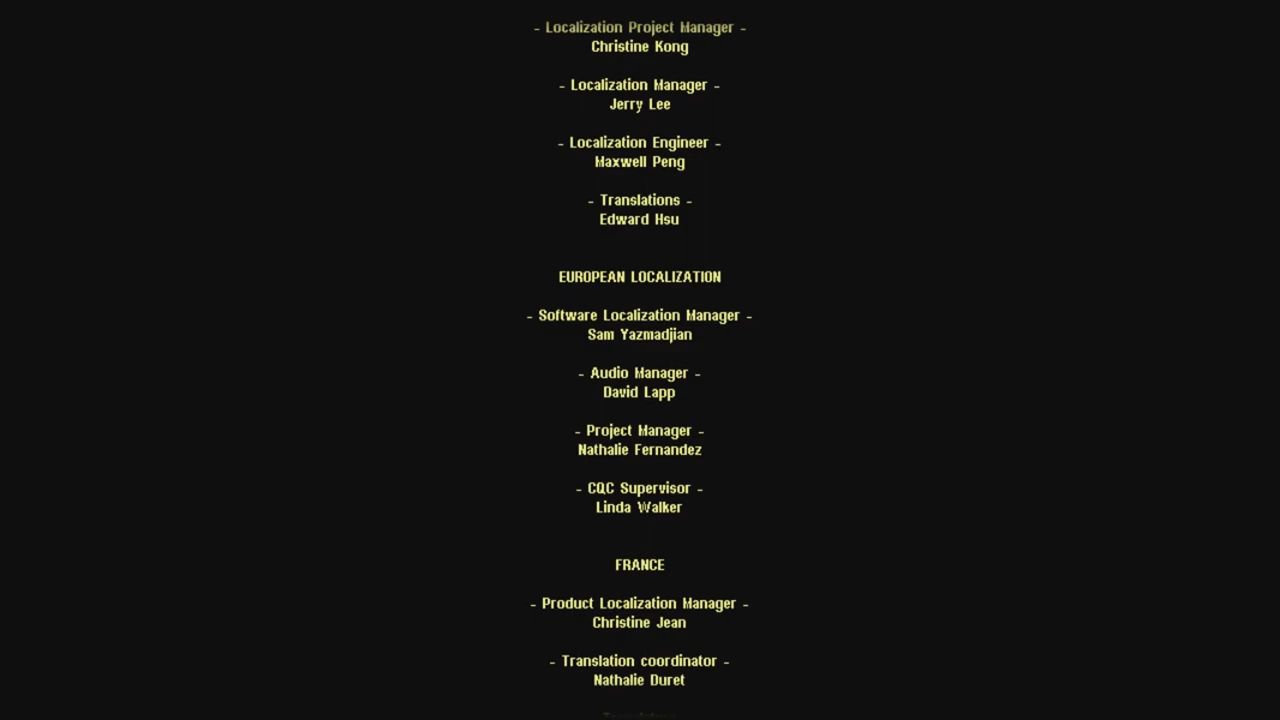 - Localization Project Manager -
Christine Kong
- Localization Manager -
Jerry Lee
- Localization Engineer -
Maxwell Peng
- Translations -
Edward Hsu
EUROPEAN LOCALIZATION
- Software Localization Manager -
Sam Yazmadjian
- Audio Manager -
David Lapp
- Project Manager -
Nathalie Fernandez
- CQC Supervisor -
Linda Walker
FRANCE
- Product Localization Manager -
Christine Jean
- Translation coordinator -
Nathalie Duret